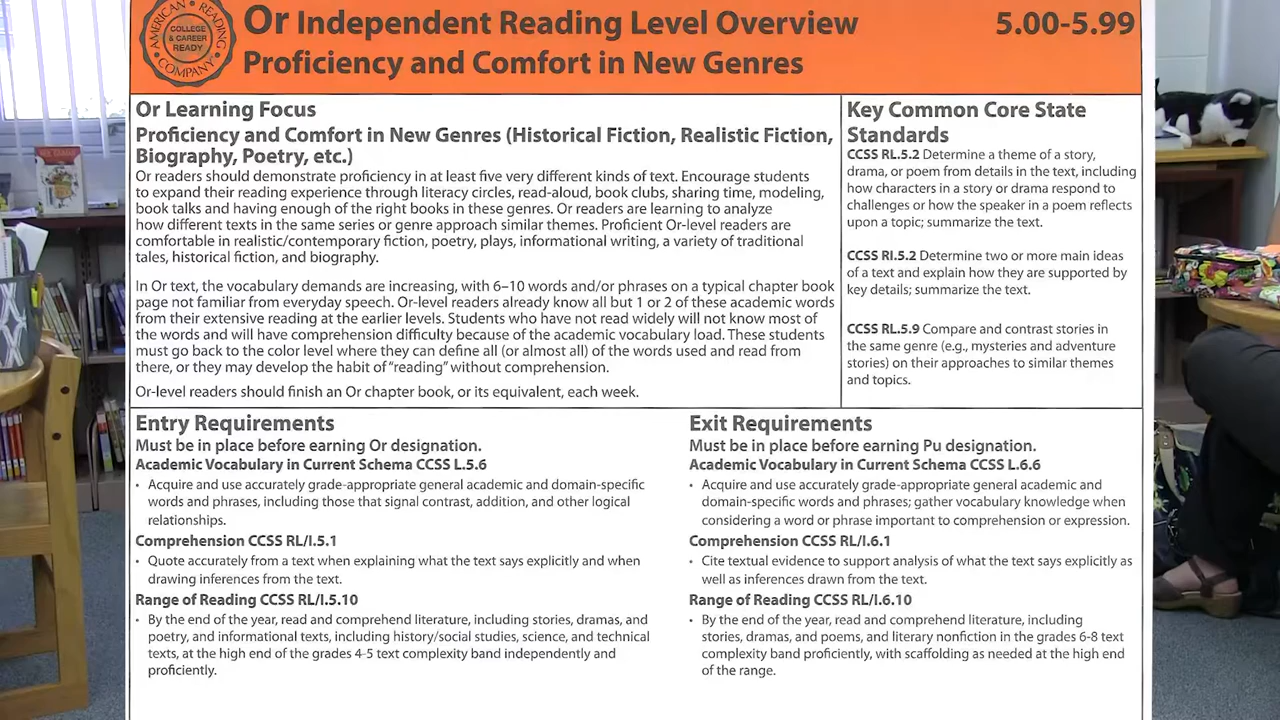 AMERICAN READING COMPANY
COLLEGE
& CAREER
READY
Or Independent Reading Level Overview
5.00-5.99
Proficiency and Comfort in New Genres
Or Learning Focus
Proficiency and Comfort in New Genres (Historical Fiction, Realistic Fiction,
Biography, Poetry, etc.)
Or readers should demonstrate proficiency in at least five very different kinds of text. Encourage students
to expand their reading experience through literacy circles, read-aloud, book clubs, sharing time, modeling,
book talks and having enough of the right books in these genres. Or readers are learning to analyze
how different texts in the same series or genre approach similar themes. Proficient Or-level readers are
comfortable in realistic/contemporary fiction, poetry, plays, informational writing, a variety of traditional
tales, historical fiction, and biography.
In Or text, the vocabulary demands are increasing, with 6–10 words and/or phrases on a typical chapter book
page not familiar from everyday speech. Or-level readers already know all but 1 or 2 of these academic words
from their extensive reading at the earlier levels. Students who have not read widely will not know most of
the words and will have comprehension difficulty because of the academic vocabulary load. These students
must go back to the color level where they can define all (or almost all) of the words used and read from
there, or they may develop the habit of "reading" without comprehension.
Or-level readers should finish an Or chapter book, or its equivalent, each week.
Key Common Core State
Standards
CCSS RL.5.2 Determine a theme of a story,
drama, or poem from details in the text, including
how characters in a story or drama respond to
challenges or how the speaker in a poem reflects
upon a topic; summarize the text.
CCSS RI.5.2 Determine two or more main ideas
of a text and explain how they are supported by
key details; summarize the text.
CCSS RL.5.9 Compare and contrast stories in
the same genre (e.g., mysteries and adventure
stories) on their approaches to similar themes
and topics.
Entry Requirements
Must be in place before earning Or designation.
Academic Vocabulary in Current Schema CCSS L.5.6
• Acquire and use accurately grade-appropriate general academic and domain-specific
words and phrases, including those that signal contrast, addition, and other logical
relationships.
Comprehension CCSS RL/I.5.1
• Quote accurately from a text when explaining what the text says explicitly and when
drawing inferences from the text.
Range of Reading CCSS RL/I.5.10
• By the end of the year, read and comprehend literature, including stories, dramas, and
poetry, and informational texts, including history/social studies, science, and technical
texts, at the high end of the grades 4-5 text complexity band independently and
proficiently.
Exit Requirements
Must be in place before earning Pu designation.
Academic Vocabulary in Current Schema CCSS L.6.6
• Acquire and use accurately grade-appropriate general academic and
domain-specific words and phrases; gather vocabulary knowledge when
considering a word or phrase important to comprehension or expression.
Comprehension CCSS RL/I.6.1
• Cite textual evidence to support analysis of what the text says explicitly as
well as inferences drawn from the text.
Range of Reading CCSS RL/I.6.10
• By the end of the year, read and comprehend literature, including
stories, dramas, and poems, and literary nonfiction in the grades 6-8 text
complexity band proficiently, with scaffolding as needed at the high end
of the range.